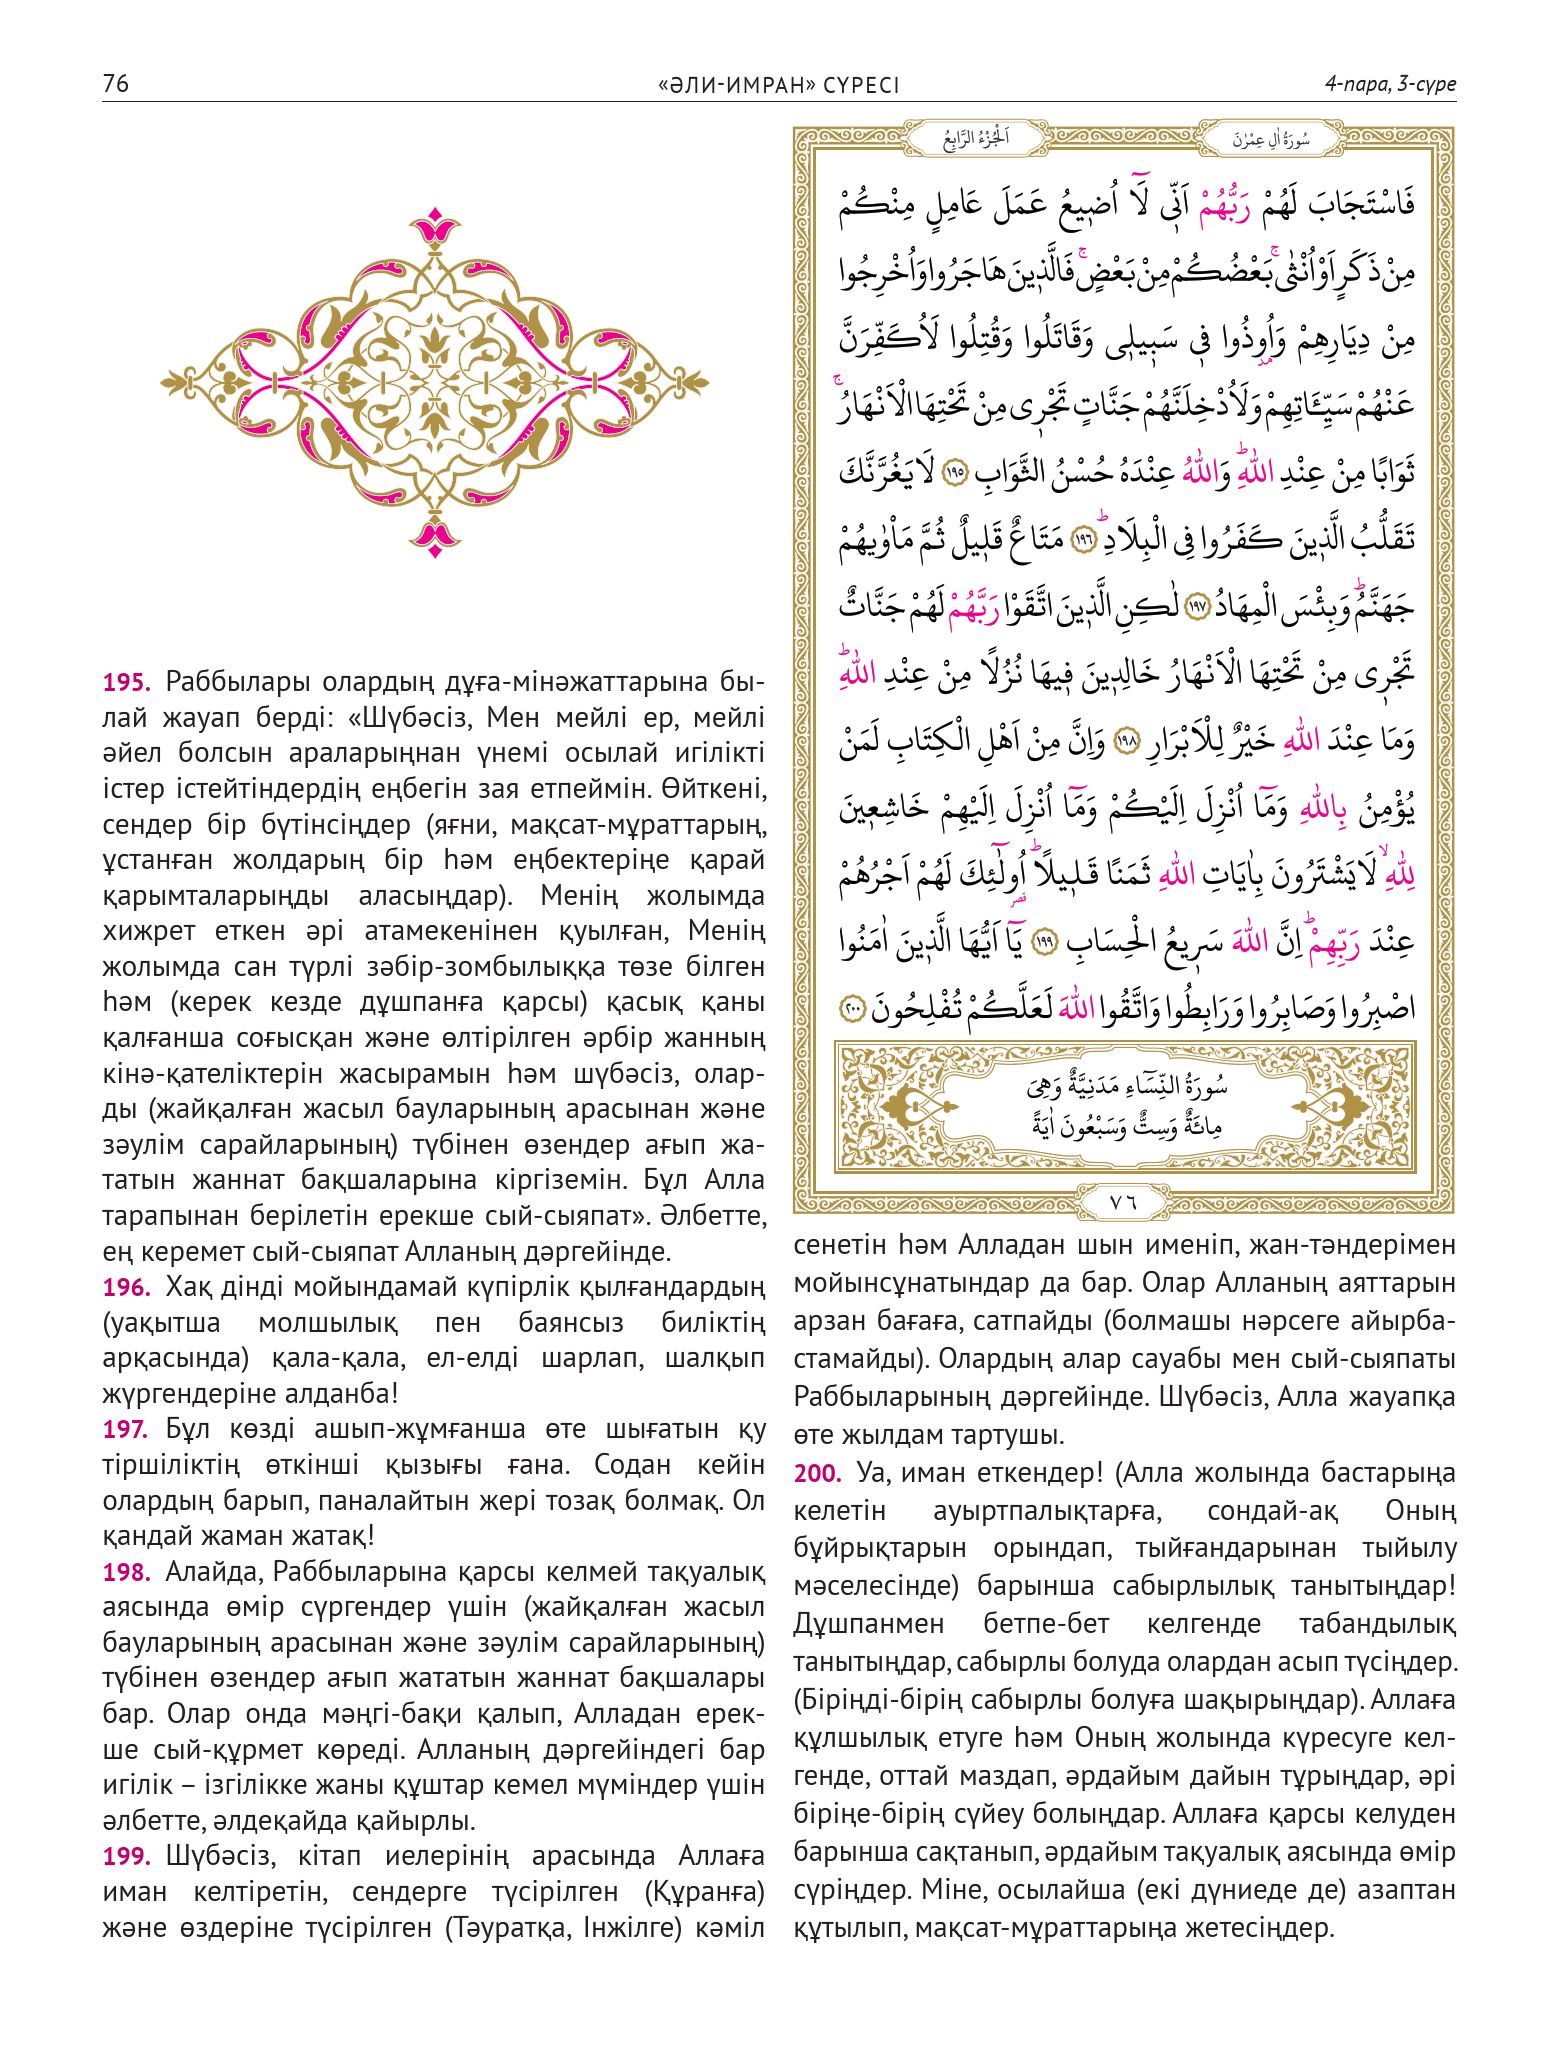 76
«ӘЛИ-ИМРАН» СҮРЕСІ
4-пара, 3-сүре
اَلْجُزْءُ الرَّابِعُ
سُورَةُ اٰلِ عِمْرٰنَ
فَاسْتَجَابَ لَهُمْ رَبُّهُمْ اَنّ۪ى لَٓا اُض۪يعُ عَمَلَ عَامِلٍ مِنْكُمْ
مِنْ ذَكَرٍ اَوْ اُنْثٰىۚ بَعْضُكُمْ مِنْ بَعْضٍۚ فَالَّذ۪ينَ هَاجَرُوا وَاُخْرِجُوا
مِنْ دِيَارِهِمْ وَاُو۫ذُوا ف۪ى سَب۪يل۪ى وَقَاتَلُوا وَقُتِلُوا لَاُكَفِّرَنَّ
عَنْهُمْ سَيِّـَٔاتِهِمْ وَلَاُدْخِلَنَّهُمْ جَنَّاتٍ تَجْر۪ى مِنْ تَحْتِهَا الْاَنْهَارُۚ
ثَوَابًا مِنْ عِنْدِ اللّٰهِۜ وَاللّٰهُ عِنْدَهُ حُسْنُ الثَّوَابِ ﴿١٩٥﴾ لَا يَغُرَّنَّكَ
تَقَلُّبُ الَّذ۪ينَ كَفَرُوا فِى الْبِلَادِۜ ﴿١٩٦﴾ مَتَاعٌ قَل۪يلٌ ثُمَّ مَاْوٰيهُمْ
جَهَنَّمُۜ وَبِئْسَ الْمِهَادُ ﴿١٩٧﴾ لٰكِنِ الَّذ۪ينَ اتَّقَوْا رَبَّهُمْ لَهُمْ جَنَّاتٌ
تَجْر۪ى مِنْ تَحْتِهَا الْاَنْهَارُ خَالِد۪ينَ ف۪يهَا نُزُلًا مِنْ عِنْدِ اللّٰهِۜ
وَمَا عِنْدَ اللّٰهِ خَيْرٌ لِلْاَبْرَارِ ﴿١٩٨﴾ وَاِنَّ مِنْ اَهْلِ الْكِتَابِ لَمَنْ
يُؤْمِنُ بِاللّٰهِ وَمَٓا اُنْزِلَ اِلَيْكُمْ وَمَٓا اُنْزِلَ اِلَيْهِمْ خَاشِع۪ينَ
لِلّٰهِۙ لَا يَشْتَرُونَ بِاٰيَاتِ اللّٰهِ ثَمَنًا قَل۪يلًاۜ اُو۬لٰٓئِكَ لَهُمْ اَجْرُهُمْ
عِنْدَ رَبِّهِمْۜ اِنَّ اللّٰهَ سَر۪يعُ الْحِسَابِ ﴿١٩٩﴾ يَٓا اَيُّهَا الَّذ۪ينَ اٰمَنُوا
اصْبِرُوا وَصَابِرُوا وَرَابِطُوا وَاتَّقُوا اللّٰهَ لَعَلَّكُمْ تُفْلِحُونَ ﴿٢٠٠﴾
سُورَةُ النِّسَٓاءِ مَدَنِيَّةٌ وَهِىَ
مِائَةٌ وَسِتٌّ وَسَبْعُونَ اٰيَةً
٧٦
195. Раббылары олардың дұға-мінәжаттарына бы-
лай жауап берді: «Шүбәсіз, Мен мейлі ер, мейлі
әйел болсын араларыңнан үнемі осылай игілікті
істер істейтіндердің еңбегін зая етпеймін. Өйткені,
сендер бір бүтінсіңдер (яғни, мақсат-мұраттарың,
ұстанған жолдарың бір һәм еңбектеріңе қарай
қарымталарыңды аласыңдар). Менің жолымда
хижрет еткен әрі атамекенінен қуылған, Менің
жолымда сан түрлі зәбір-зомбылыққа төзе білген
һәм (керек кезде дұшпанға қарсы) қасық қаны
қалғанша соғысқан және өлтірілген әрбір жанның
кінә-қателіктерін жасырамын һәм шүбәсіз, олар-
ды (жайқалған жасыл бауларының арасынан және
зәулім сарайларының) түбінен өзендер ағып жа-
татын жаннат бақшаларына кіргіземін. Бұл Алла
тарапынан берілетін ерекше сый-сыяпат». Әлбетте,
ең керемет сый-сыяпат Алланың дәргейінде.
196. Хақ дінді мойындамай күпірлік қылғандардың
(уақытша молшылық пен баянсыз биліктің
арқасында) қала-қала, ел-елді шарлап, шалқып
жүргендеріне алданба!
197. Бұл көзді ашып-жұмғанша өте шығатын қу
тіршіліктің өткінші қызығы ғана. Содан кейін
олардың барып, паналайтын жері тозақ болмақ. Ол
қандай жаман жатақ!
198. Алайда, Раббыларына қарсы келмей тақуалық
аясында өмір сүргендер үшін (жайқалған жасыл
бауларының арасынан және зәулім сарайларының)
түбінен өзендер ағып жататын жаннат бақшалары
бар. Олар онда мәңгі-бақи қалып, Алладан ерек-
ше сый-құрмет көреді. Алланың дәргейіндегі бар
игілік – ізгілікке жаны құштар кемел мүміндер үшін
әлбетте, әлдеқайда қайырлы.
199. Шүбәсіз, кітап иелерінің арасында Аллаға
иман келтіретін, сендерге түсірілген (Құранға)
және өздеріне түсірілген (Тәуратқа, Інжілге) кәміл
сенетін һәм Алладан шын именіп, жан-тәндерімен
мойынсұнатындар да бар. Олар Алланың аяттарын
арзан бағаға, сатпайды (болмашы нәрсеге айырба-
стамайды). Олардың алар сауабы мен сый-сыяпаты
Раббыларының дәргейінде. Шүбәсіз, Алла жауапқа
өте жылдам тартушы.
200. Уа, иман еткендер! (Алла жолында бастарыңа
келетін ауыртпалықтарға, сондай-ақ Оның
бұйрықтарын орындап, тыйғандарынан тыйылу
мәселесінде) барынша сабырлылық танытыңдар!
Дұшпанмен бетпе-бет келгенде табандылық
танытыңдар, сабырлы болуда олардан асып түсіңдер.
(Біріңді-бірің сабырлы болуға шақырыңдар). Аллаға
құлшылық етуге һәм Оның жолында күресуге кел-
генде, оттай маздап, әрдайым дайын тұрыңдар, әрі
біріңе-бірің сүйеу болыңдар. Аллаға қарсы келуден
барынша сақтанып, әрдайым тақуалық аясында өмір
сүріңдер. Міне, осылайша (екі дүниеде де) азаптан
құтылып, мақсат-мұраттарыңа жетесіңдер.